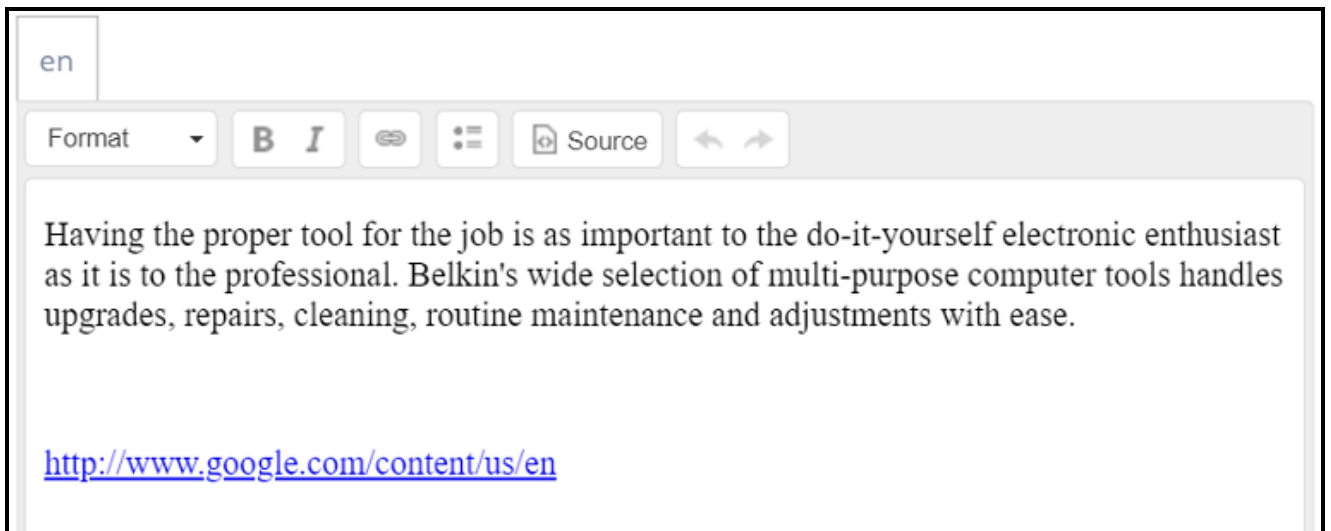 en
Format B I Source
Having the proper tool for the job is as important to the do-it-yourself electronic enthusiast
as it is to the professional. Belkin's wide selection of multi-purpose computer tools handles
upgrades, repairs, cleaning, routine maintenance and adjustments with ease.
http://www.google.com/content/us/en